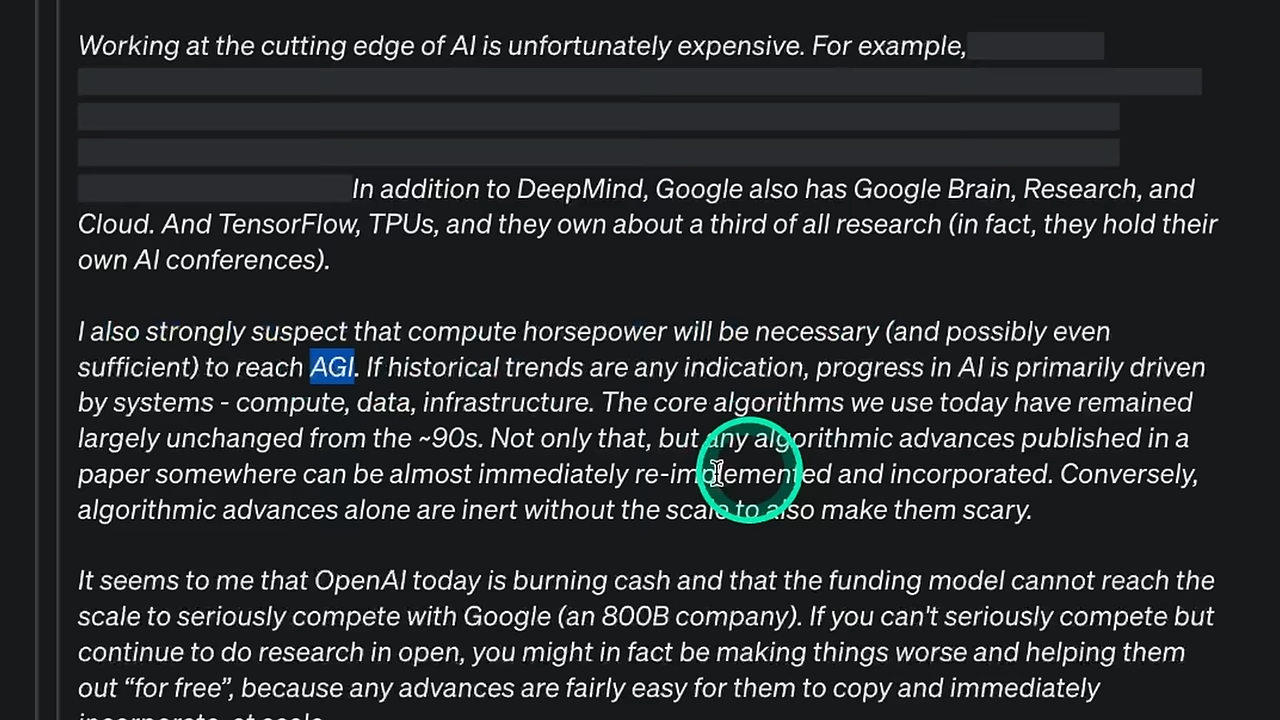 Working at the cutting edge of AI is unfortunately expensive. For example,
In addition to DeepMind, Google also has Google Brain, Research, and
Cloud. And TensorFlow, TPUs, and they own about a third of all research (in fact, they hold their
own AI conferences).
I also strongly suspect that compute horsepower will be necessary (and possibly even
sufficient) to reach AGI. If historical trends are any indication, progress in AI is primarily driven
by systems - compute, data, infrastructure. The core algorithms we use today have remained
largely unchanged from the ~90s. Not only that, but any algorithmic advances published in a
paper somewhere can be almost immediately re-implemented and incorporated. Conversely,
algorithmic advances alone are inert without the scale to also make them scary.
It seems to me that OpenAI today is burning cash and that the funding model cannot reach the
scale to seriously compete with Google (an 800B company). If you can't seriously compete but
continue to do research in open, you might in fact be making things worse and helping them
out “for free”, because any advances are fairly easy for them to copy and immediately
incorporate, at scale.